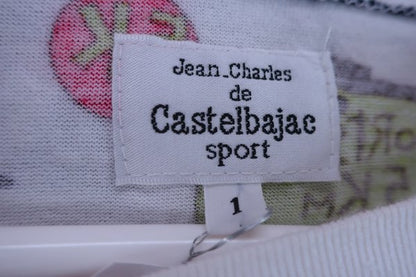 Jean-Charles
de
Castelbajac
sport
1